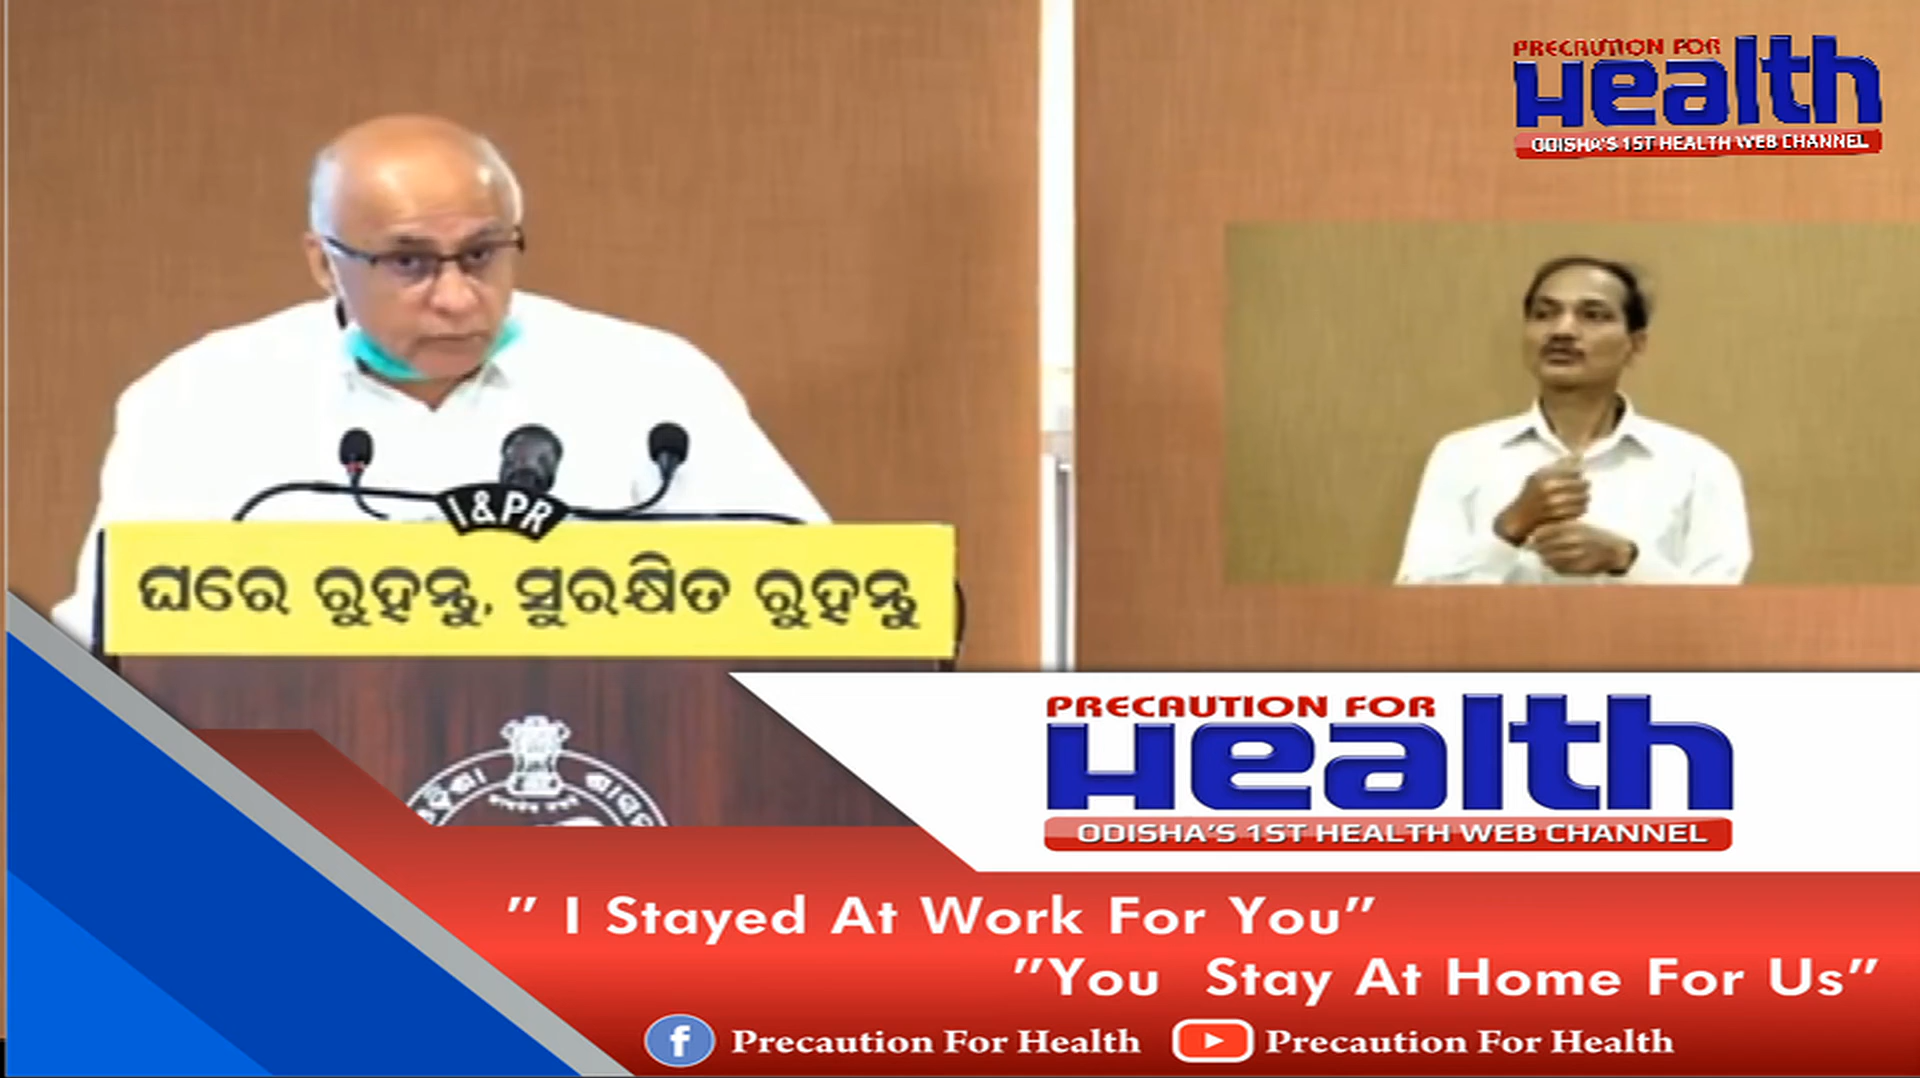 PRECAUTION FOR
Health
ODISHA'S 1ST HEALTH WEB CHANNEL
I & PR
ଘରେ ରୁହନ୍ତୁ, ସୁରକ୍ଷିତ ରୁହନ୍ତୁ
PRECAUTION FOR
Health
ODISHA'S 1ST HEALTH WEB CHANNEL
" I Stayed At Work For You"
"You Stay At Home For Us"
Precaution For Health
Precaution For Health